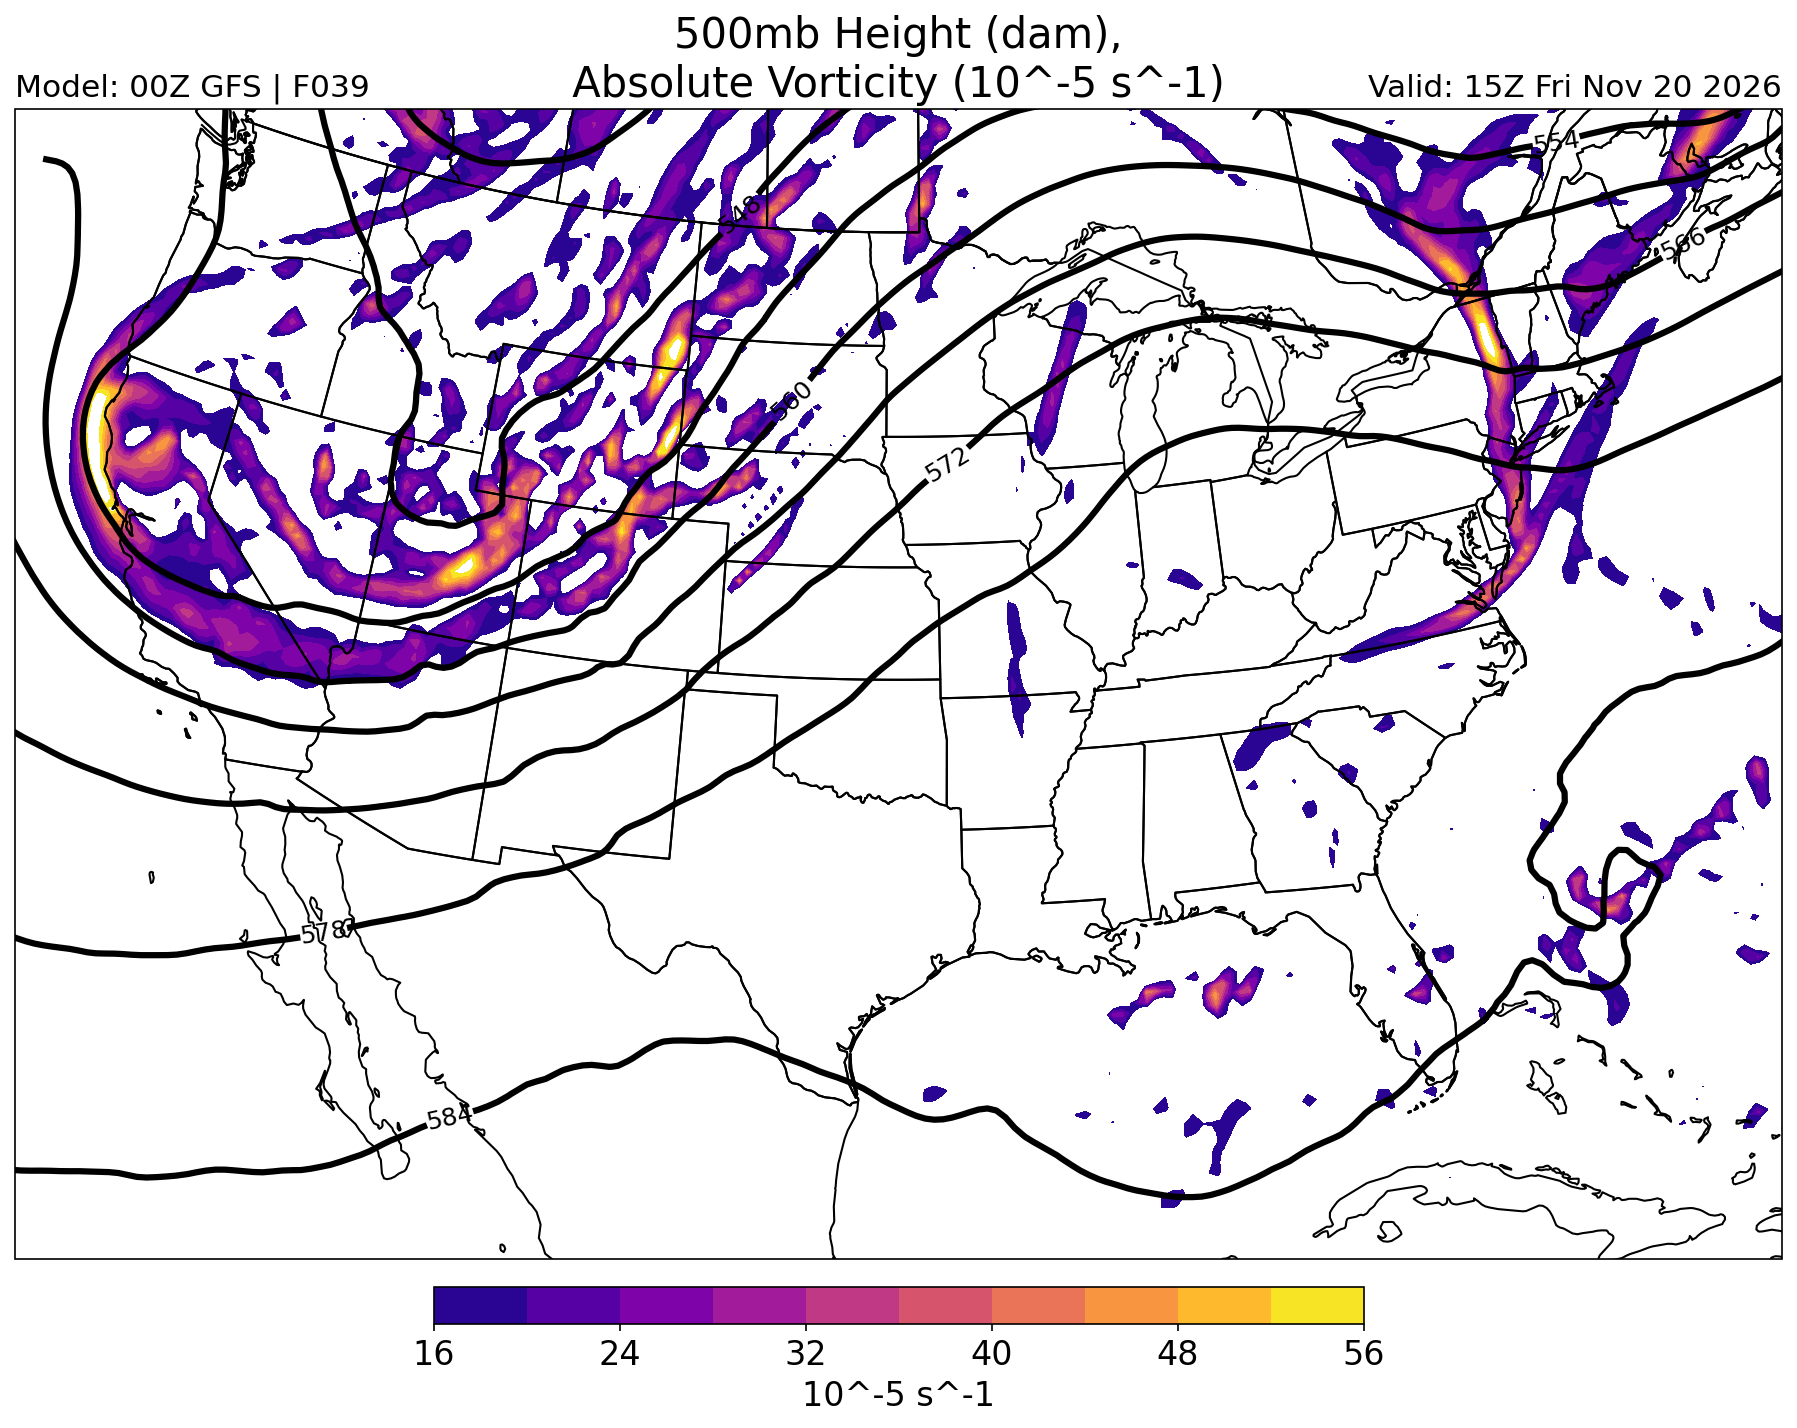 500mb Height (dam),
Absolute Vorticity (10^-5 s^-1)
Model: 00Z GFS | F039
Valid: 15Z Fri Nov 20 2026
554
566
548
560
572
578
584
16 24 32 40 48 56
10^-5 s^-1